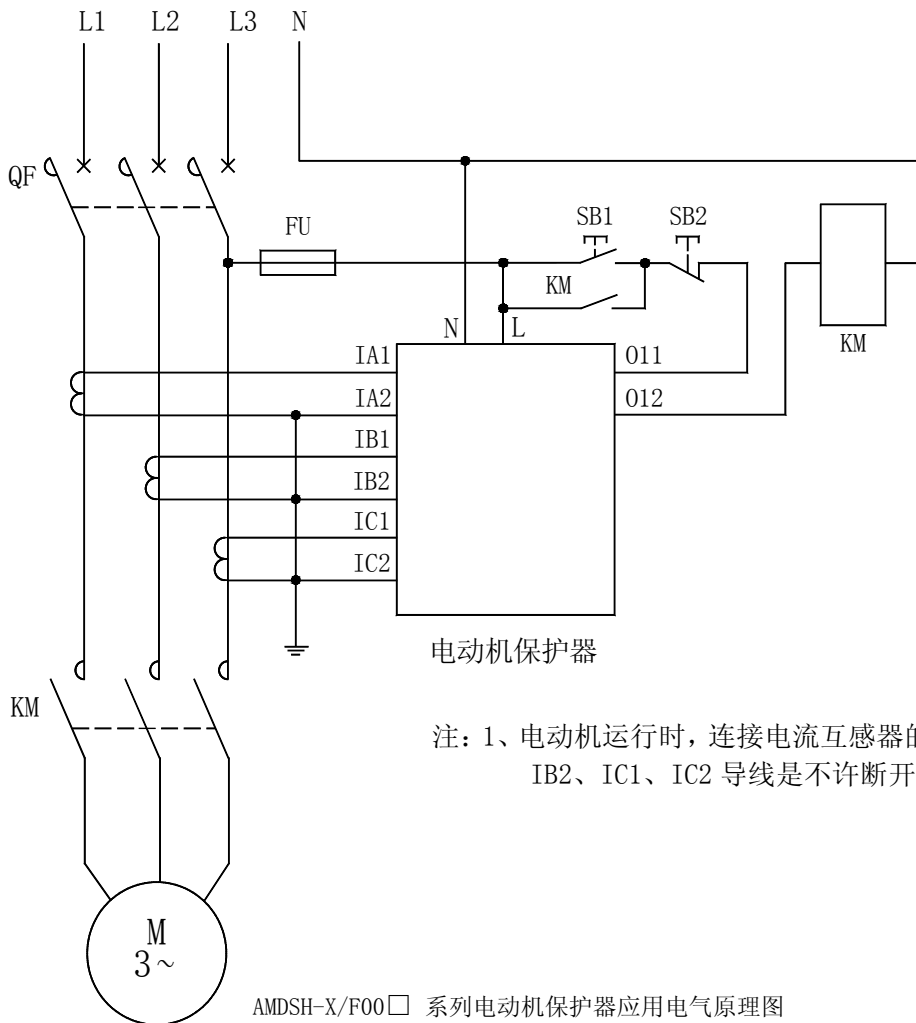 L1 L2 L3 N
QF
FU
SB1 SB2
KM
KM
N L
IA1
IA2
IB1
IB2
IC1
IC2
O11
O12
电动机保护器
KM
注: 1、电动机运行时, 连接电流互感器的
IB2、IC1、IC2 导线是不许断开
M
3~
AMDSH-X/F00□ 系列电动机保护器应用电气原理图